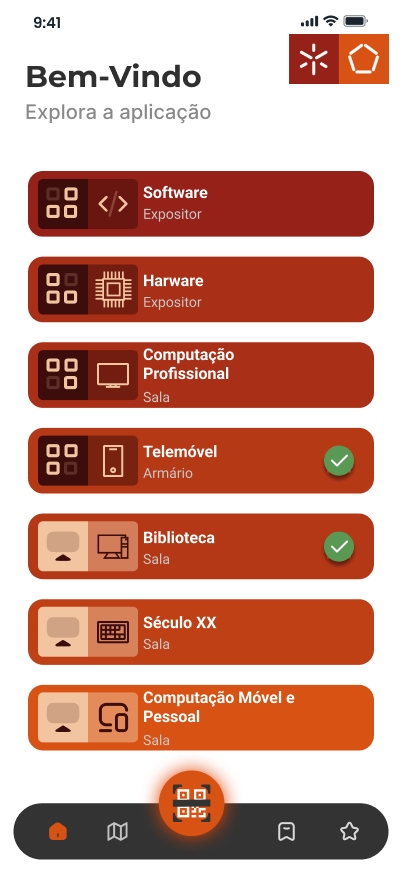 9:41
Bem-Vindo
Explora a aplicação
Software
Expositor
Harware
Expositor
Computação
Profissional
Sala
Telemóvel
Armário
Biblioteca
Sala
Século XX
Sala
Computação Móvel e
Pessoal
Sala